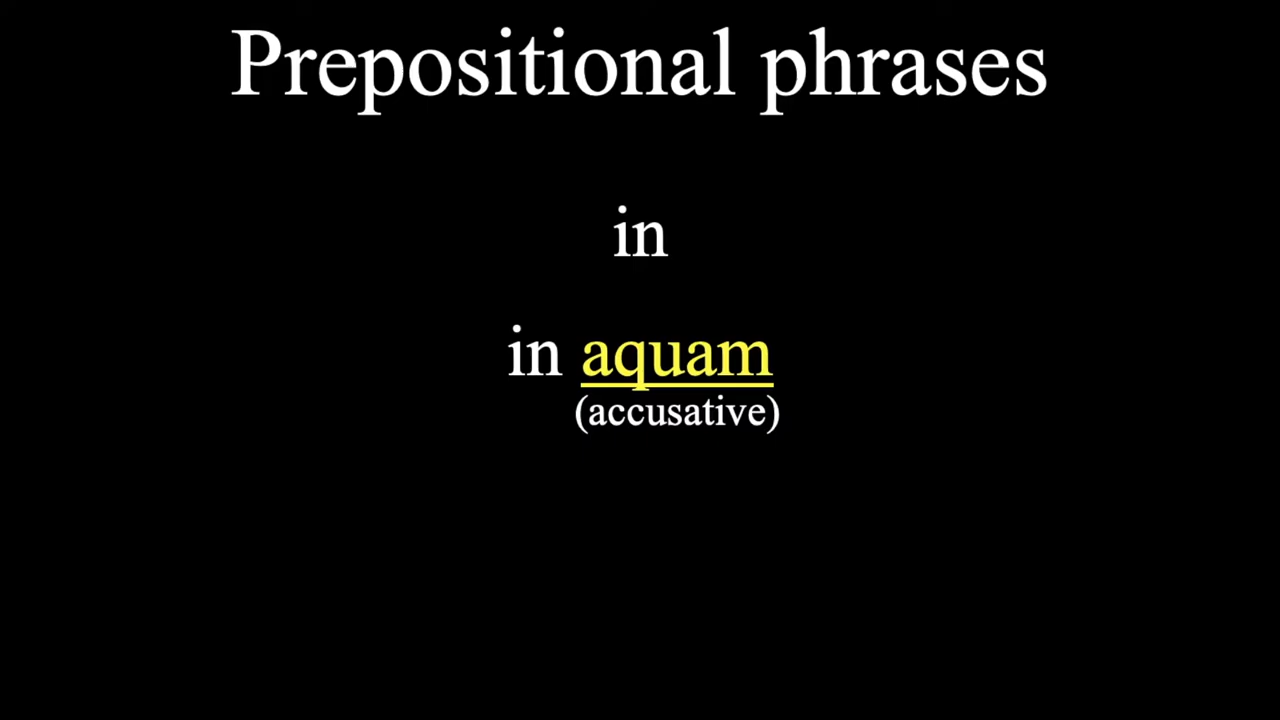 Prepositional phrases
in
in aquam
(accusative)